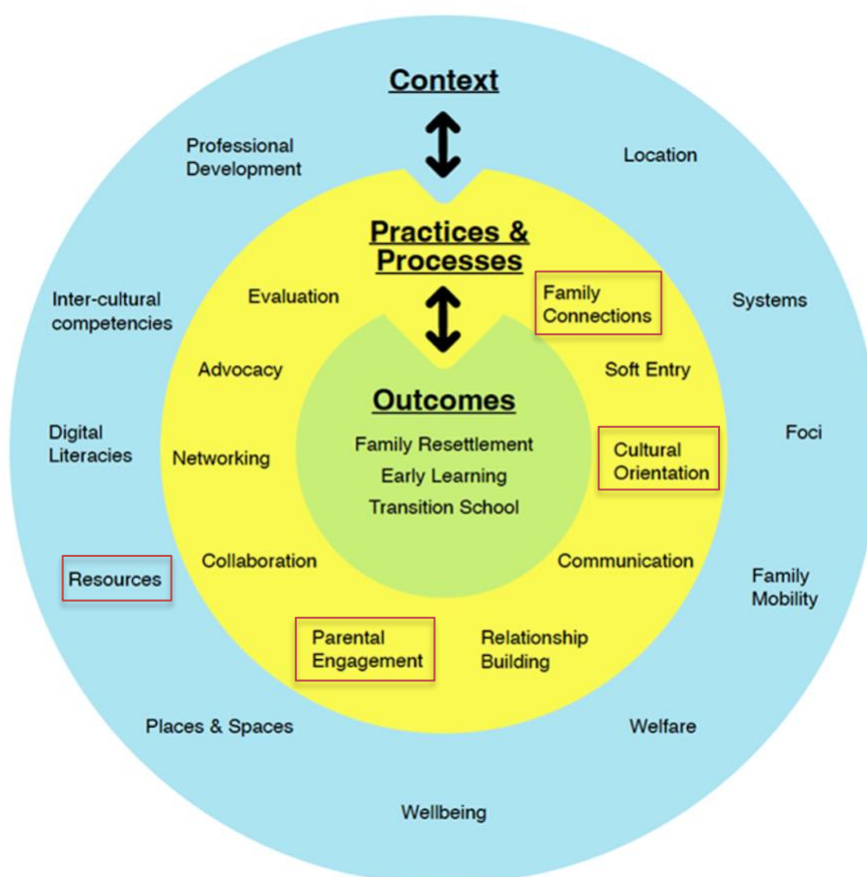 Context
Professional
Development
Location
Practices &
Processes
Evaluation
Family
Connections
Inter-cultural
competencies
Systems
Advocacy
Soft Entry
Outcomes
Family Resettlement
Early Learning
Transition School
Digital
Literacies
Networking
Cultural
Orientation
Foci
Resources
Collaboration
Communication
Family
Mobility
Parental
Engagement
Relationship
Building
Places & Spaces
Welfare
Wellbeing